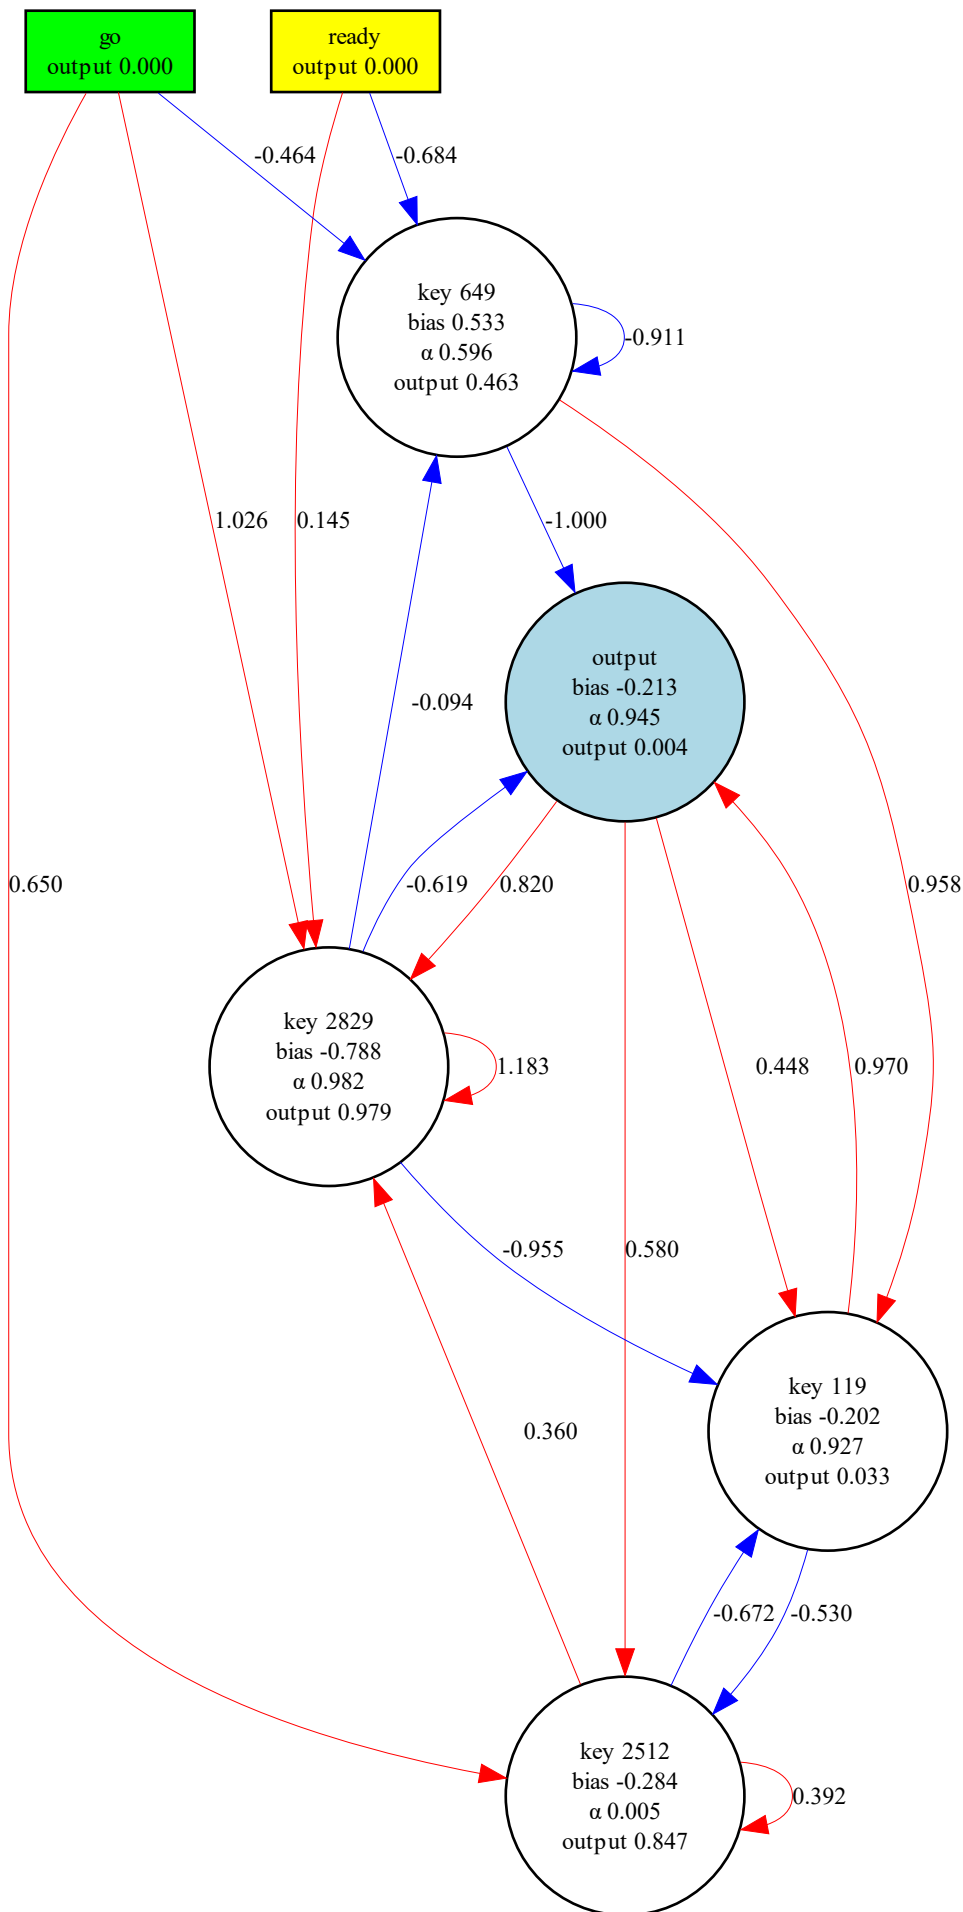 go
output 0.000
ready
output 0.000
-0.464
-0.684
key 649
bias 0.533
α 0.596
output 0.463
-0.911
1.026
0.145
-1.000
output
bias -0.213
α 0.945
output 0.004
-0.094
0.650
-0.619
0.820
0.958
key 2829
bias -0.788
α 0.982
output 0.979
1.183
0.448
0.970
-0.955
0.580
key 119
bias -0.202
α 0.927
output 0.033
0.360
-0.672
-0.530
key 2512
bias -0.284
α 0.005
output 0.847
0.392